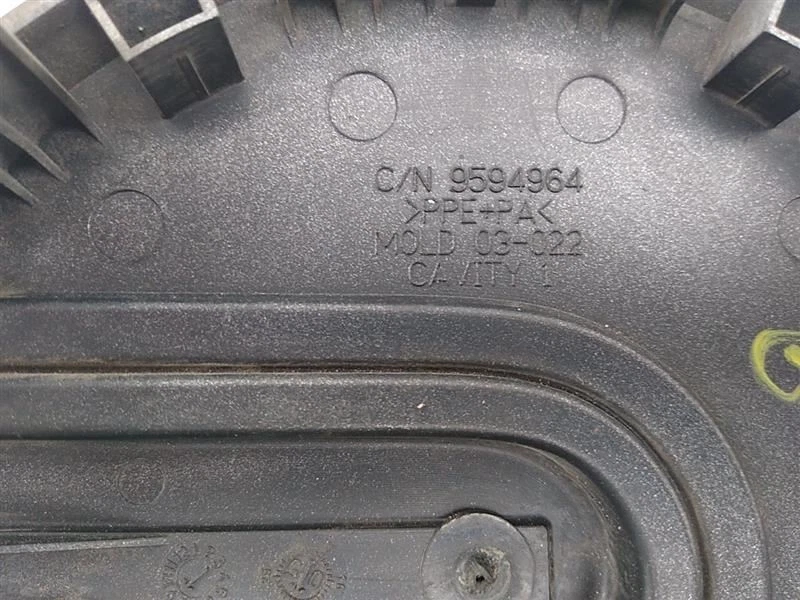 C/N 9594964
>PPE+PA<
MOLD 03-022
CAVITY 1